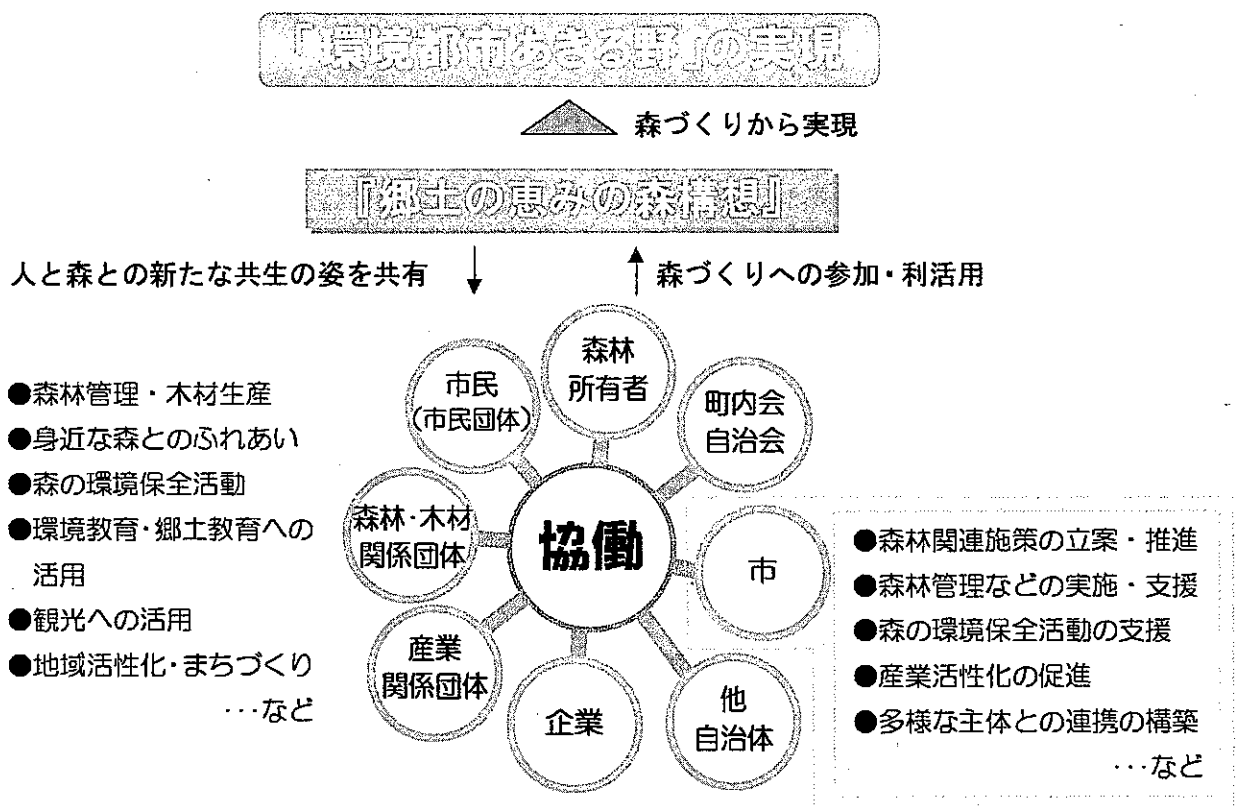 『環境都市あきる野』の実現
森づくりから実現
『郷土の恵みの森構想』
人と森との新たな共生の姿を共有
森づくりへの参加・利活用
●森林管理・木材生産
●身近な森とのふれあい
●森の環境保全活動
●環境教育・郷土教育への
活用
●観光への活用
●地域活性化・まちづくり
…など
森林
所有者
市民
(市民団体)
町内会
自治会
森林・木材
関係団体
協働
市
産業
関係団体
企業
他
自治体
●森林関連施策の立案・推進
●森林管理などの実施・支援
●森の環境保全活動の支援
●産業活性化の促進
●多様な主体との連携の構築
…など